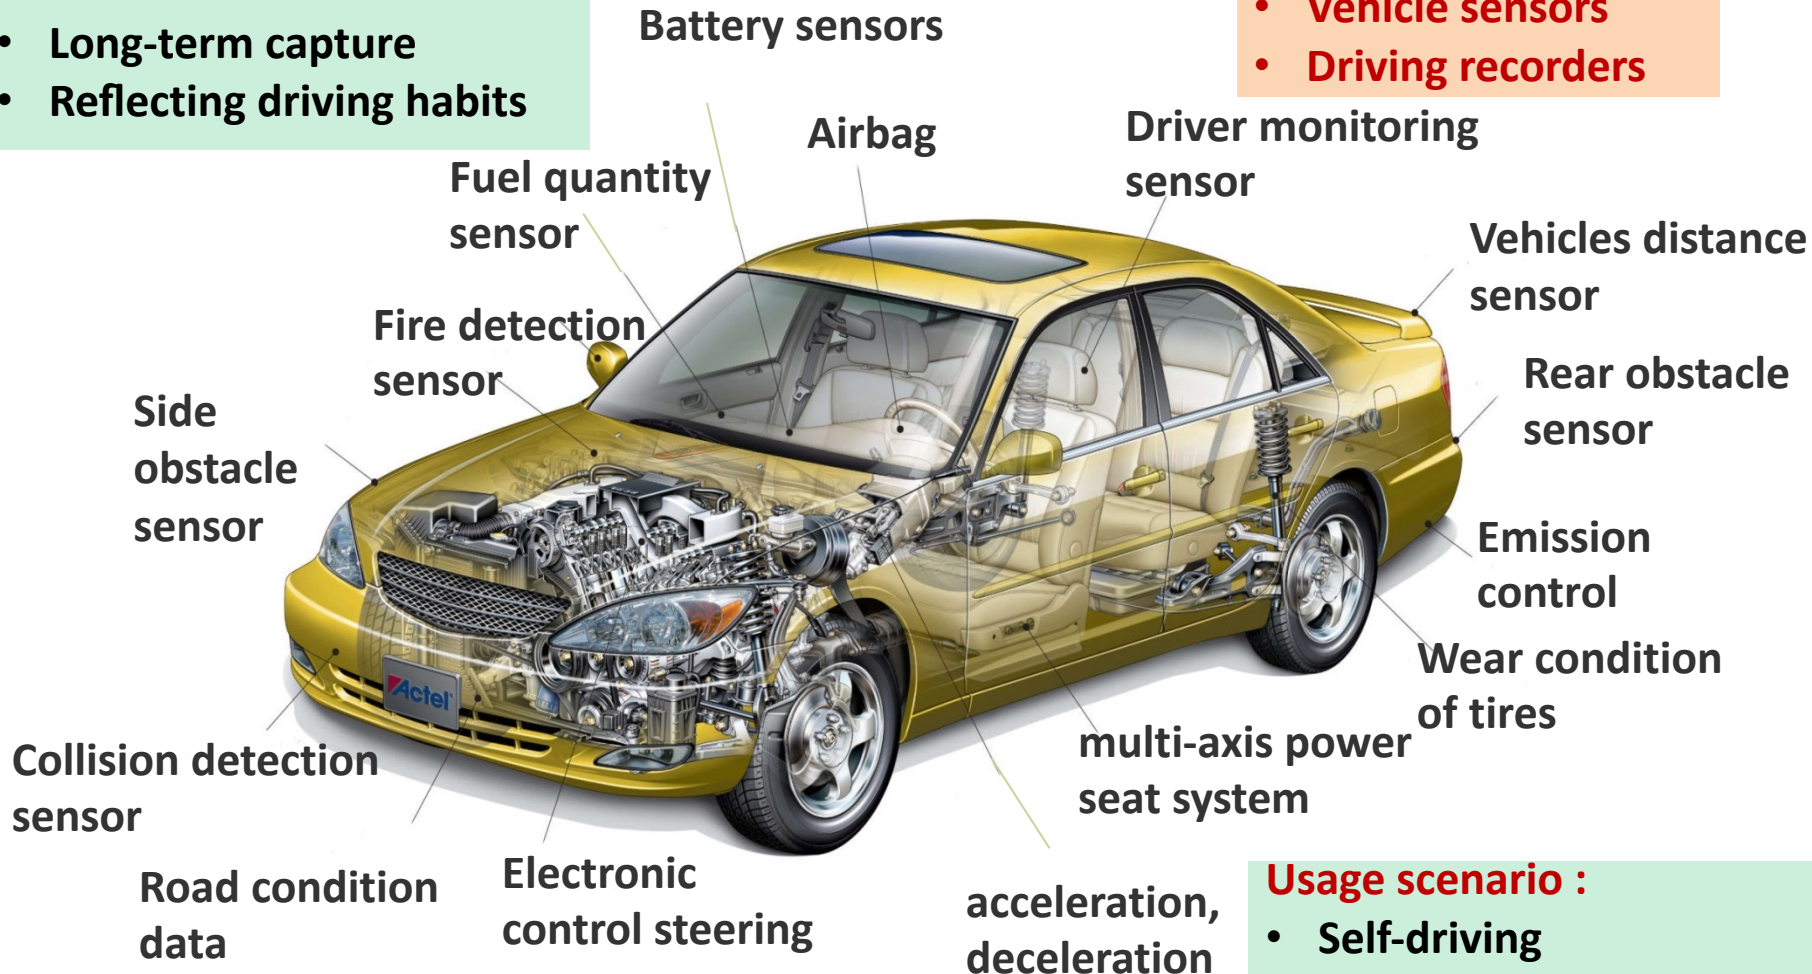 • Long-term capture
• Reflecting driving habits
Battery sensors
• Vehicle sensors
• Driving recorders
Airbag
Driver monitoring
sensor
Fuel quantity
sensor
Vehicles distance
sensor
Fire detection
sensor
Rear obstacle
sensor
Side
obstacle
sensor
Emission
control
Wear condition
of tires
Actel
multi-axis power
seat system
Collision detection
sensor
Road condition
data
Electronic
control steering
acceleration,
deceleration
Usage scenario :
• Self-driving